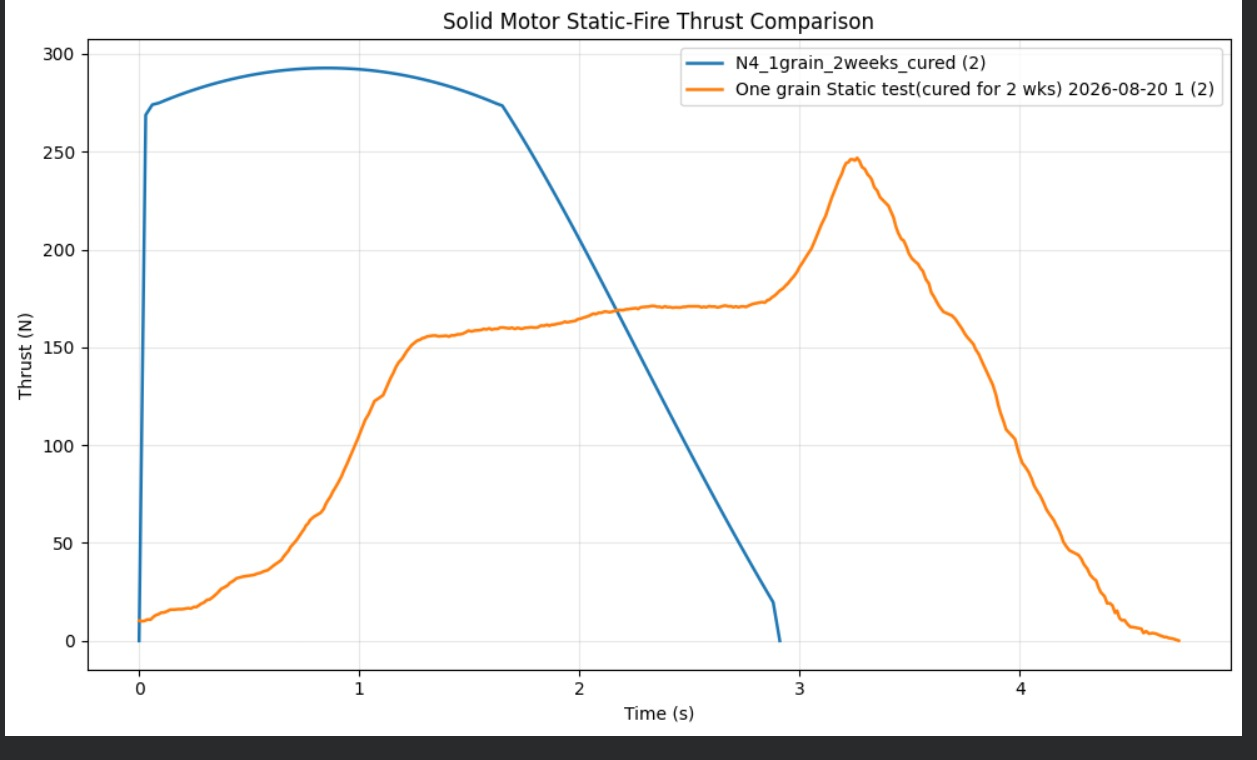 Solid Motor Static-Fire Thrust Comparison
N4_1grain_2weeks_cured (2)
One grain Static test(cured for 2 wks) 2026-08-20 1 (2)
Thrust (N)
300
250
200
150
100
50
0
0 1 2 3 4
Time (s)